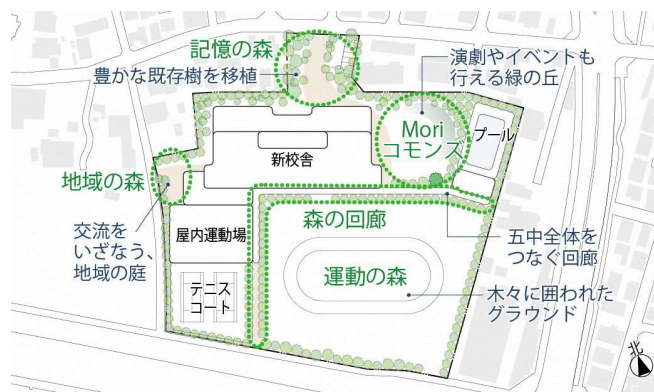 記憶の森
豊かな既存樹を移植
演劇やイベントも
行える緑の丘
Mori
コモンズ
プール
新校舎
地域の森
交流を
いざなう、
地域の庭
屋内運動場
森の回廊
五中全体を
つなぐ回廊
運動の森
テニス
コート
木々に囲われた
グラウンド
北